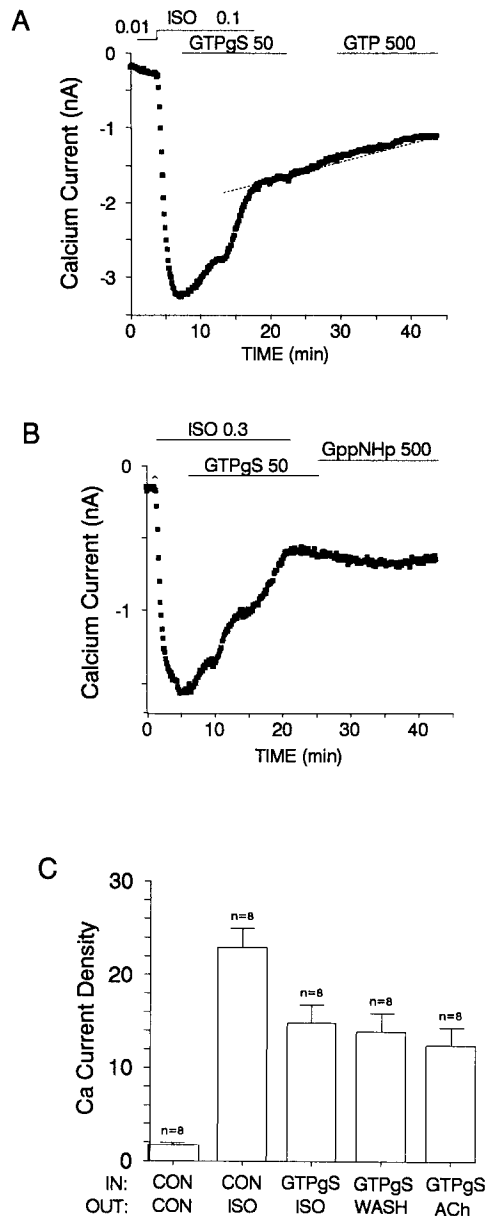 A
0.01 ISO 0.1
GTPgS 50 GTP 500
0
-1
-2
-3
Calcium Current (nA)
0 10 20 30 40
TIME (min)
B
ISO 0.3
GTPgS 50 GppNHp 500
0
-1
Calcium Current (nA)
0 10 20 30 40
TIME (min)
C
30
20
10
0
Ca Current Density
n=8 n=8 n=8 n=8 n=8
IN: CON CON GTPgS GTPgS GTPgS
OUT: CON ISO ISO WASH ACh